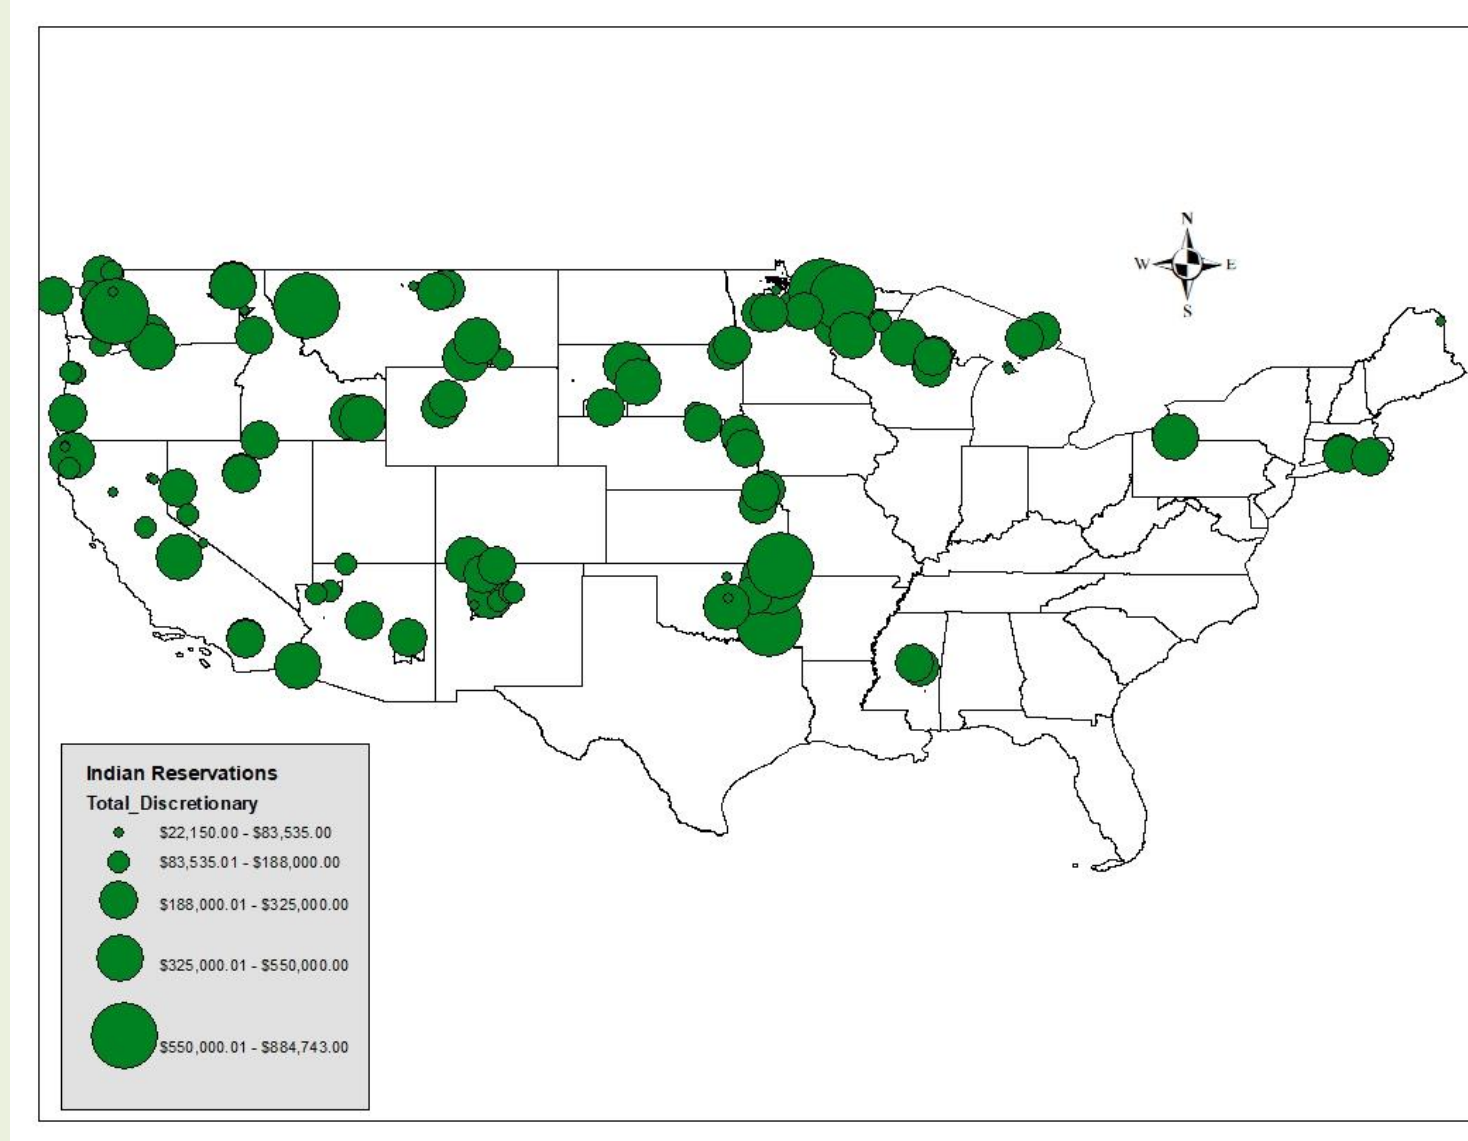 N
W E
S
Indian Reservations
Total_Discretionary
$22,150.00 - $83,535.00
$83,535.01 - $188,000.00
$188,000.01 - $325,000.00
$325,000.01 - $550,000.00
$550,000.01 - $884,743.00